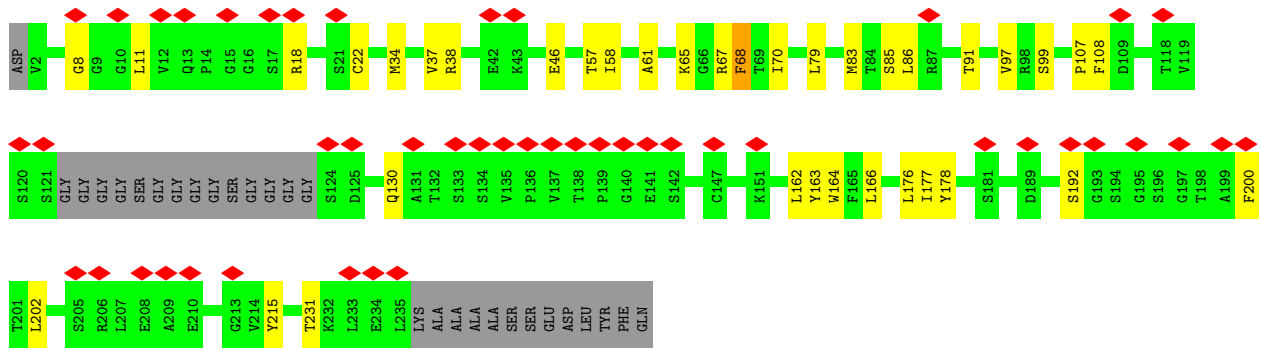 ASP V2 G8 G9 G10 L11 V12 Q13 P14 G15 G16 S17 R18 S21 C22 M34 V37 R38 E42 K43 E46 T57 I58 A61 K65 G66 R67 F68 T69 I70 L79 M83 T84 S85 L86 R87 T91 V97 R98 S99 P107 F108 D109 T118 V119
S120 S121 GLY GLY GLY GLY SER GLY GLY GLY GLY SER GLY GLY GLY GLY S124 D125 Q130 A131 T132 S133 S134 V135 P136 V137 T138 P139 G140 E141 S142 C147 K151 L162 Y163 W164 F165 L166 L176 I177 Y178 S181 D189 S192 G193 S194 G195 S196 G197 T198 A199 F200
T201 L202 S205 R206 L207 E208 A209 E210 G213 V214 Y215 T231 K232 L233 E234 L235 LYS ALA ALA ALA ALA SER SER GLU ASP LEU TYR PHE GLN